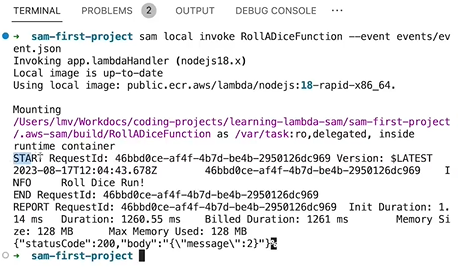 TERMINAL PROBLEMS 2 OUTPUT DEBUG CONSOLE ...
→ sam-first-project sam local invoke RollADiceFunction --event events/ev
ent.json
Invoking app.lambdaHandler (nodejs18.x)
Local image is up-to-date
Using local image: public.ecr.aws/lambda/nodejs:18-rapid-x86_64.

Mounting
/Users/lmv/Workdocs/coding-projects/learning-lambda-sam/sam-first-project
/.aws-sam/build/RollADiceFunction as /var/task:ro,delegated, inside
runtime container
START RequestId: 46bbd0ce-af4f-4b7d-be4b-2950126dc969 Version: $LATEST
2023-08-17T12:04:43.678Z 46bbd0ce-af4f-4b7d-be4b-2950126dc969 I
NFO Roll Dice Run!
END RequestId: 46bbd0ce-af4f-4b7d-be4b-2950126dc969
REPORT RequestId: 46bbd0ce-af4f-4b7d-be4b-2950126dc969 Init Duration: 1.
14 ms Duration: 1260.55 ms Billed Duration: 1261 ms Memory Si
ze: 128 MB Max Memory Used: 128 MB
{"statusCode":200,"body":"{\"message\":2}"}%
→ sam-first-project